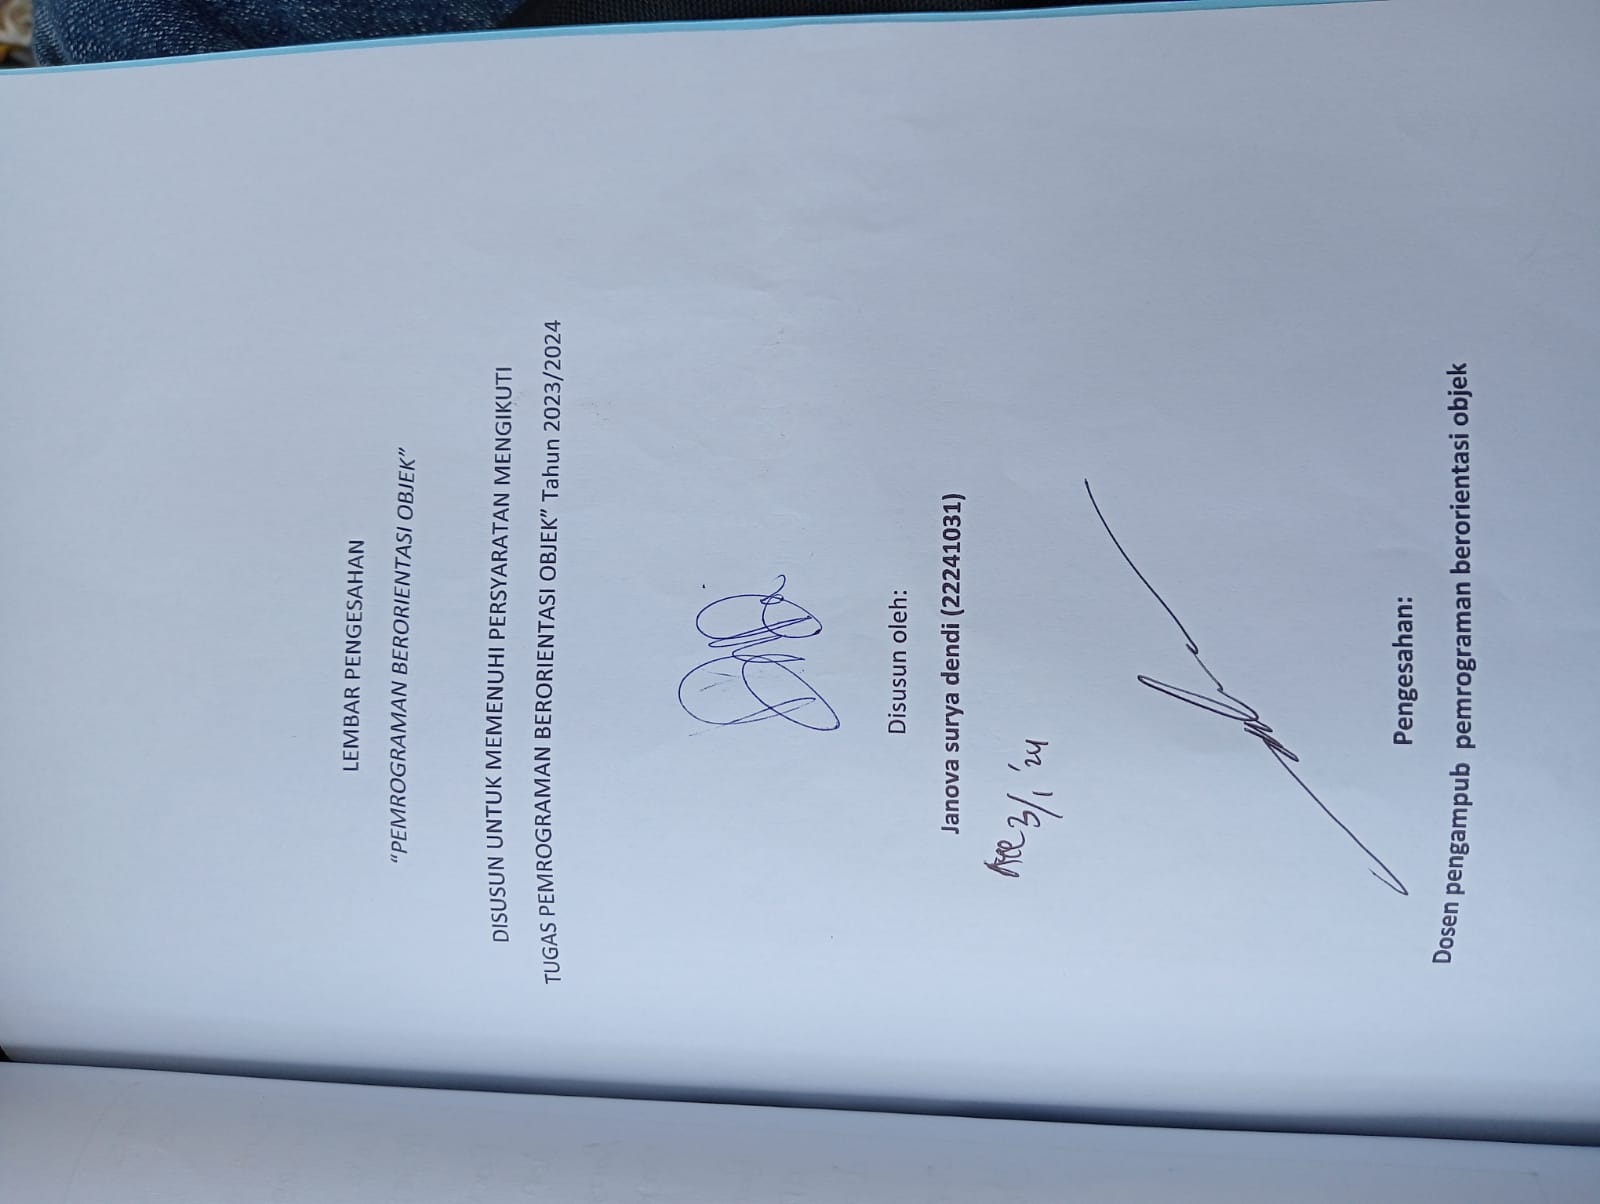 LEMBAR PENGESAHAN
“PEMROGRAMAN BERORIENTASI OBJEK”
DISUSUN UNTUK MEMENUHI PERSYARATAN MENGIKUTI
TUGAS PEMROGRAMAN BERORIENTASI OBJEK” Tahun 2023/2024
Disusun oleh:
Janova surya dendi (22241031)
Acc 3/1 '24
Pengesahan:
Dosen pengampub pemrograman berorientasi objek